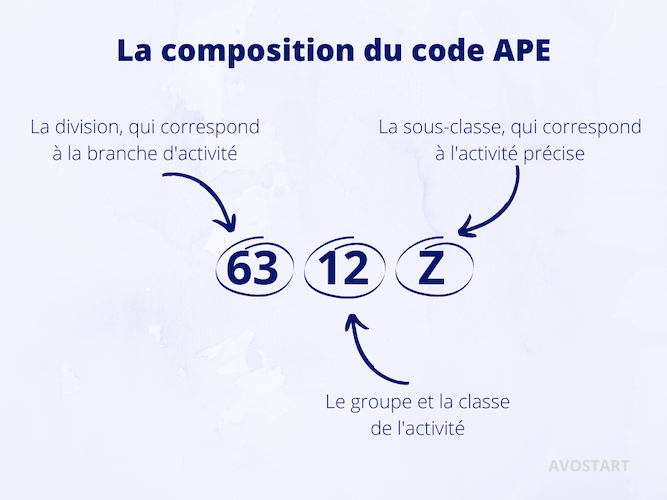 La composition du code APE
La division, qui correspond
à la branche d'activité
La sous-classe, qui correspond
à l'activité précise
63 12 Z
Le groupe et la classe
de l'activité
AVOSTART